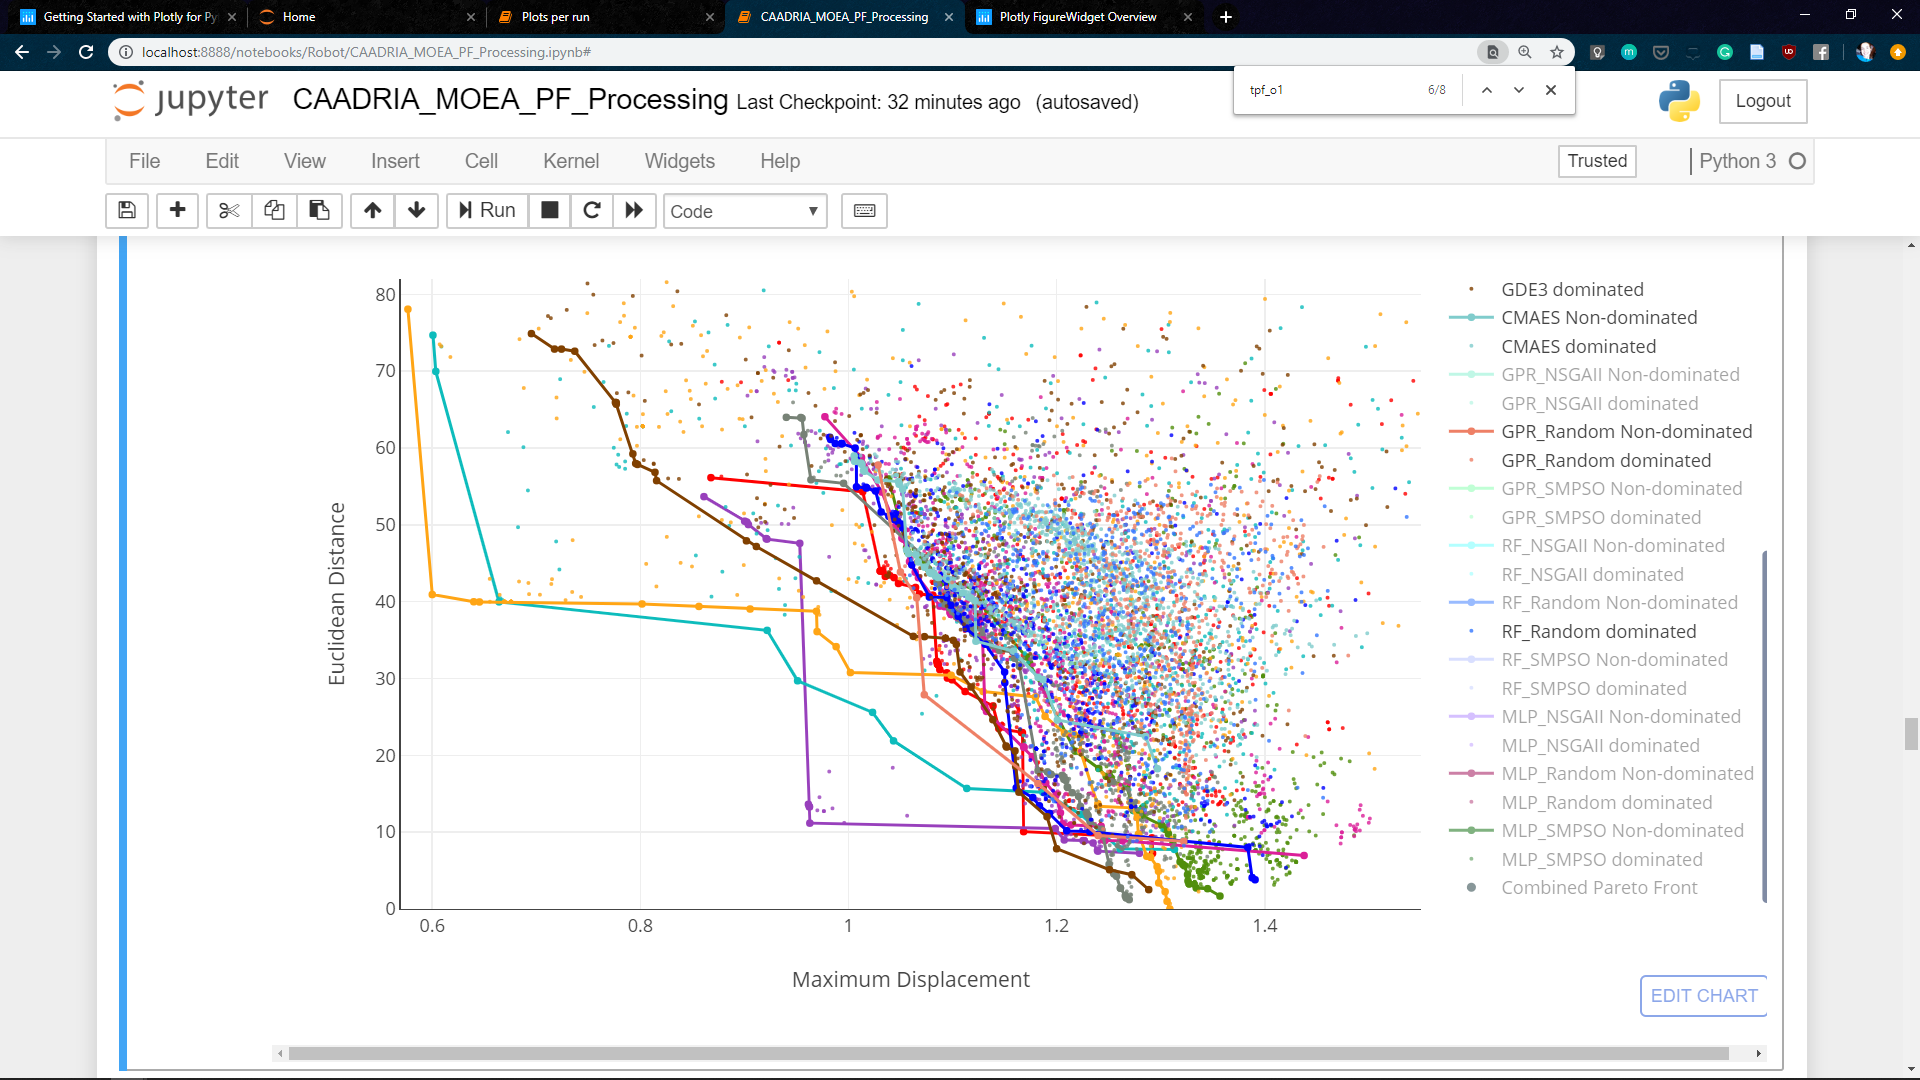 Getting Started with Plotly for Py
Home
Plots per run
CAADRIA_MOEA_PF_Processing
Plotly FigureWidget Overview
localhost:8888/notebooks/Robot/CAADRIA_MOEA_PF_Processing.ipynb#
tpf_o1 6/8
jupyter CAADRIA_MOEA_PF_Processing Last Checkpoint: 32 minutes ago (autosaved)
Logout
File Edit View Insert Cell Kernel Widgets Help
Trusted
Python 3
Run
Code
80
70
60
50
40
30
20
10
0
Euclidean Distance
0.6 0.8 1 1.2 1.4
Maximum Displacement
GDE3 dominated
CMAES Non-dominated
CMAES dominated
GPR_NSGAII Non-dominated
GPR_NSGAII dominated
GPR_Random Non-dominated
GPR_Random dominated
GPR_SMPSO Non-dominated
GPR_SMPSO dominated
RF_NSGAII Non-dominated
RF_NSGAII dominated
RF_Random Non-dominated
RF_Random dominated
RF_SMPSO Non-dominated
RF_SMPSO dominated
MLP_NSGAII Non-dominated
MLP_NSGAII dominated
MLP_Random Non-dominated
MLP_Random dominated
MLP_SMPSO Non-dominated
MLP_SMPSO dominated
Combined Pareto Front
EDIT CHART